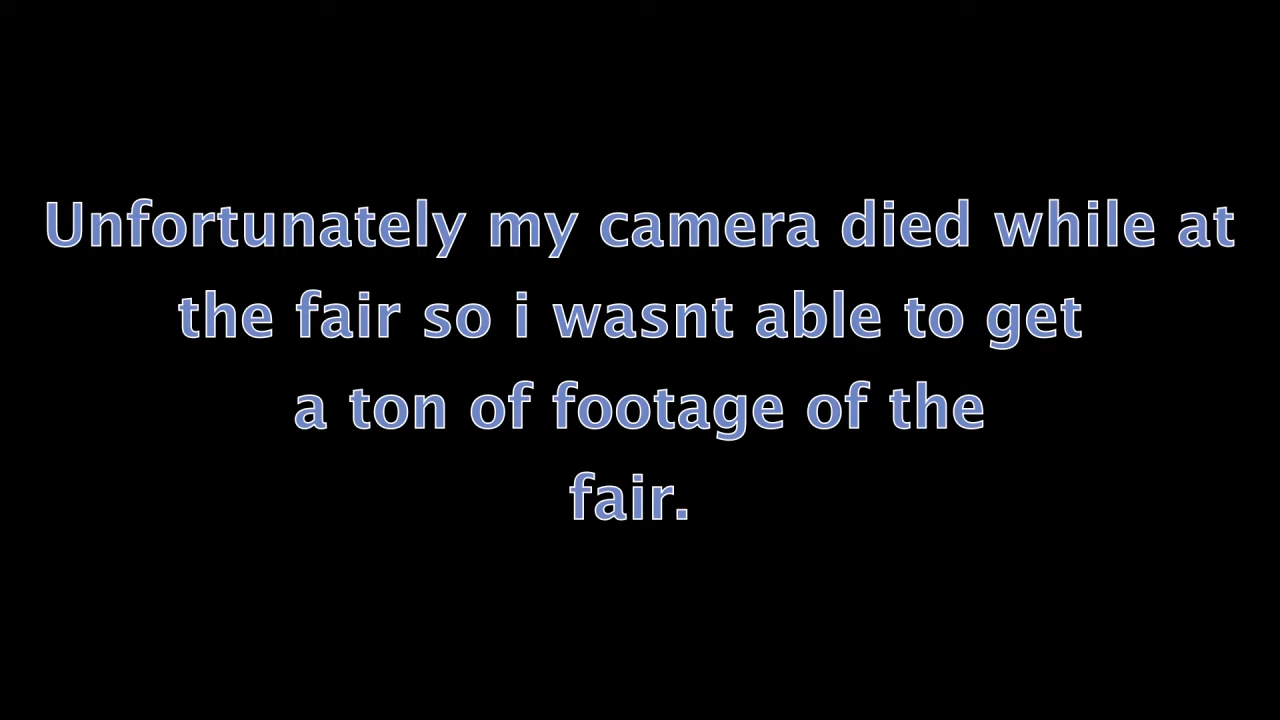 Unfortunately my camera died while at
the fair so i wasnt able to get
a ton of footage of the
fair.